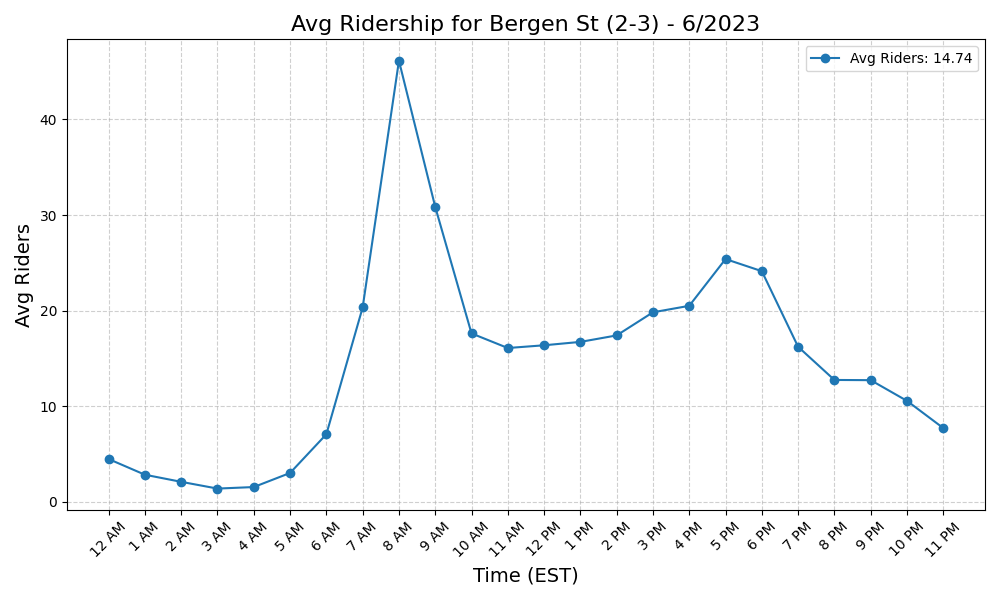 Avg Ridership for Bergen St (2-3) - 6/2023
Avg Riders: 14.74
Avg Riders
40
30
20
10
0
12 AM
1 AM
2 AM
3 AM
4 AM
5 AM
6 AM
7 AM
8 AM
9 AM
10 AM
11 AM
12 PM
1 PM
2 PM
3 PM
4 PM
5 PM
6 PM
7 PM
8 PM
9 PM
10 PM
11 PM
Time (EST)